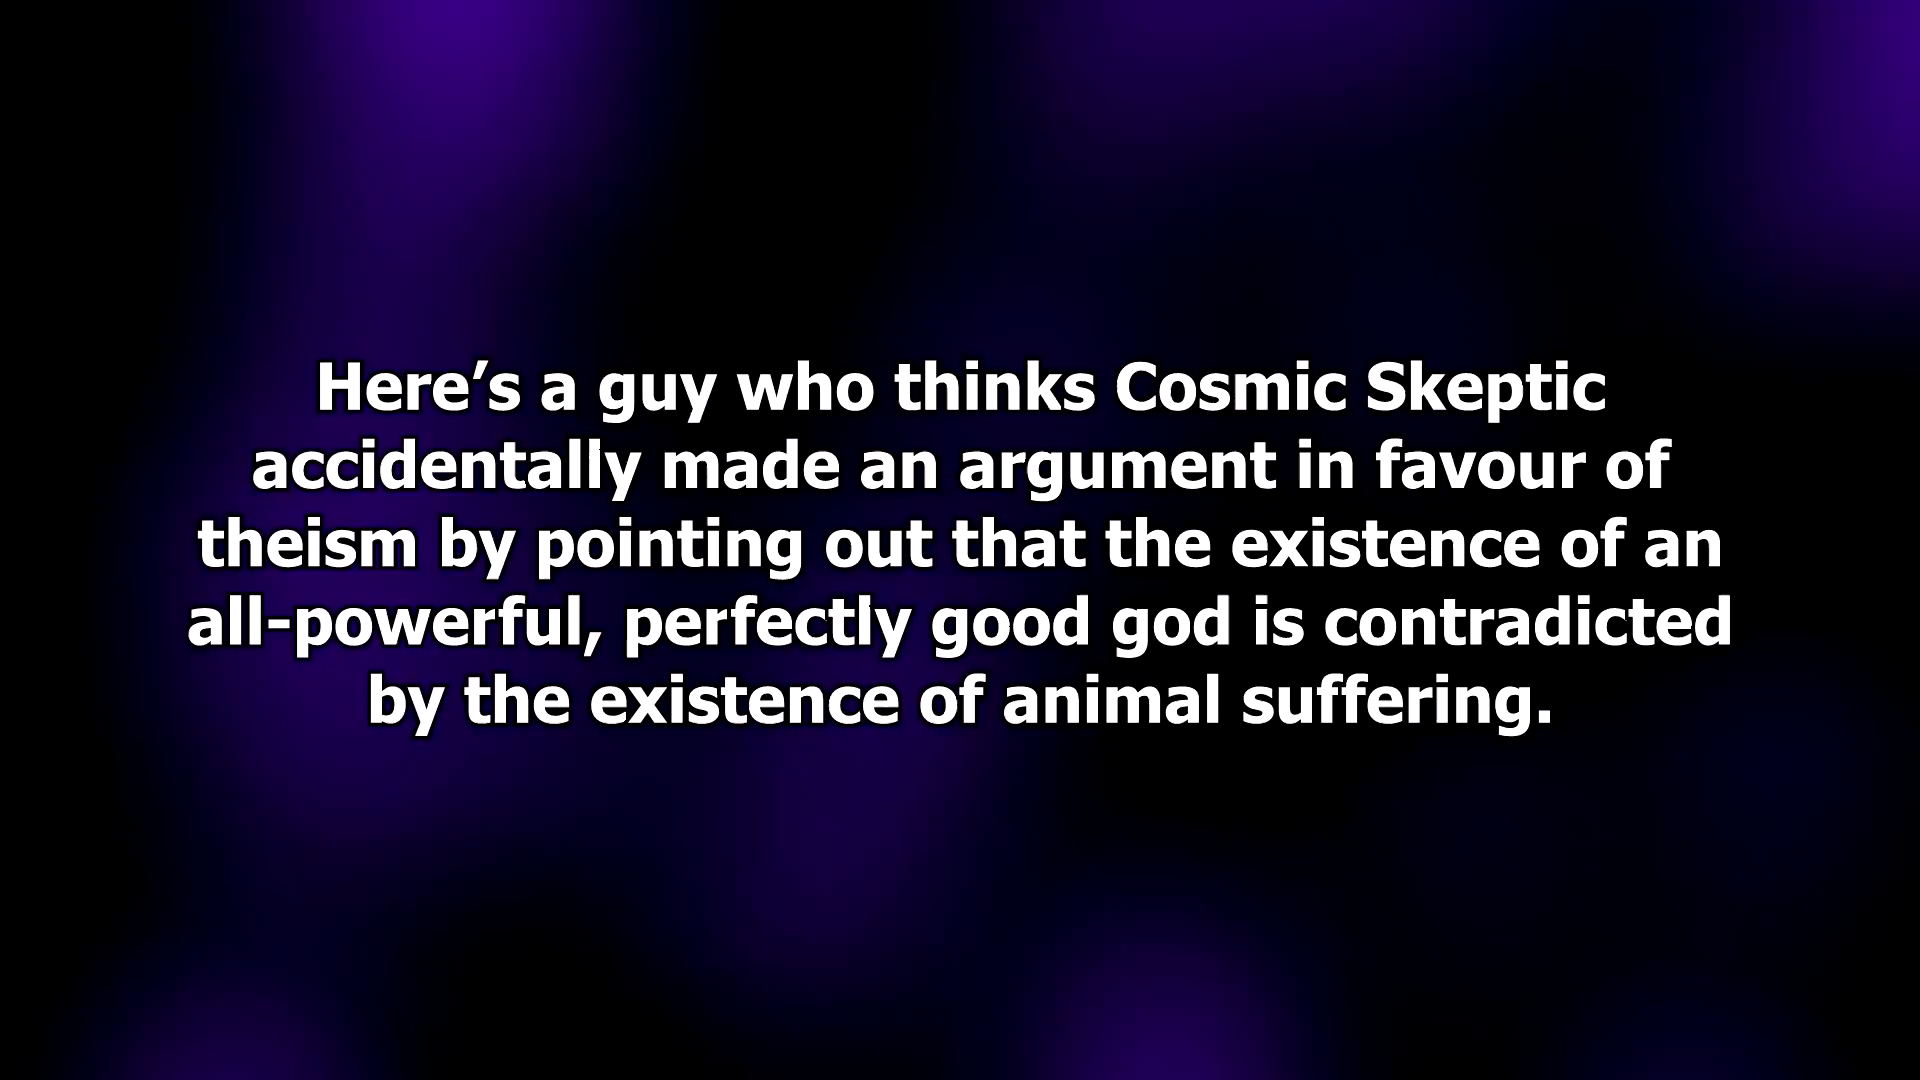 Here’s a guy who thinks Cosmic Skeptic
accidentally made an argument in favour of
theism by pointing out that the existence of an
all-powerful, perfectly good god is contradicted
by the existence of animal suffering.